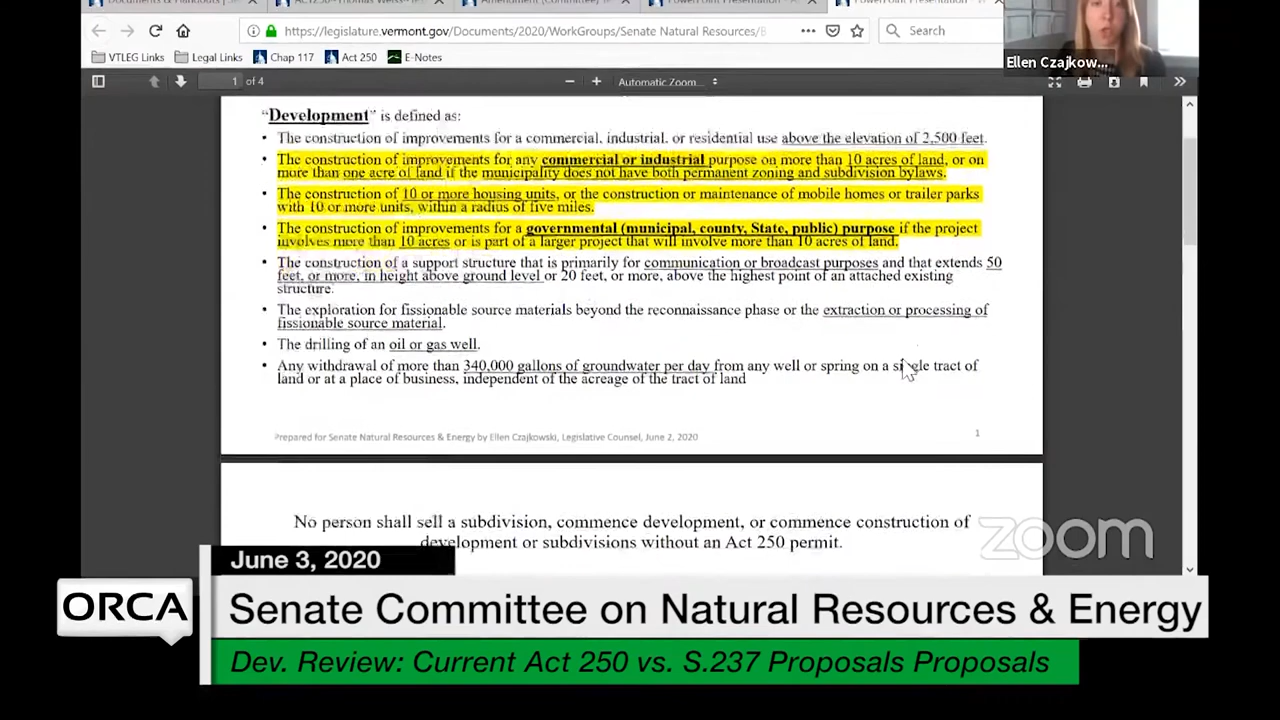 Documents & Handouts
Amendment (Committee)
PowerPoint Presentation
PowerPoint Presentation
https://legislature.vermont.gov/Documents/2020/WorkGroups/Senate Natural Resources/B
Search
VTLEG Links
Legal Links
Chap 117
Act 250
E-Notes
Ellen Czajkow...
1 of 4
Automatic Zoom
"Development" is defined as:
• The construction of improvements for a commercial, industrial, or residential use above the elevation of 2,500 feet.
• The construction of improvements for any commercial or industrial purpose on more than 10 acres of land, or on
more than one acre of land if the municipality does not have both permanent zoning and subdivision bylaws.
• The construction of 10 or more housing units, or the construction or maintenance of mobile homes or trailer parks
with 10 or more units, within a radius of five miles.
• The construction of improvements for a governmental (municipal, county, State, public) purpose if the project
involves more than 10 acres or is part of a larger project that will involve more than 10 acres of land.
• The construction of a support structure that is primarily for communication or broadcast purposes and that extends 50
feet, or more, in height above ground level or 20 feet, or more, above the highest point of an attached existing
structure.
• The exploration for fissionable source materials beyond the reconnaissance phase or the extraction or processing of
fissionable source material.
• The drilling of an oil or gas well.
• Any withdrawal of more than 340,000 gallons of groundwater per day from any well or spring on a single tract of
land or at a place of business, independent of the acreage of the tract of land
Prepared for Senate Natural Resources & Energy by Ellen Czajkowski, Legislative Counsel, June 2, 2020
1
No person shall sell a subdivision, commence development, or commence construction of
development or subdivisions without an Act 250 permit.
zoom
June 3, 2020
ORCA
Senate Committee on Natural Resources & Energy
Dev. Review: Current Act 250 vs. S.237 Proposals Proposals